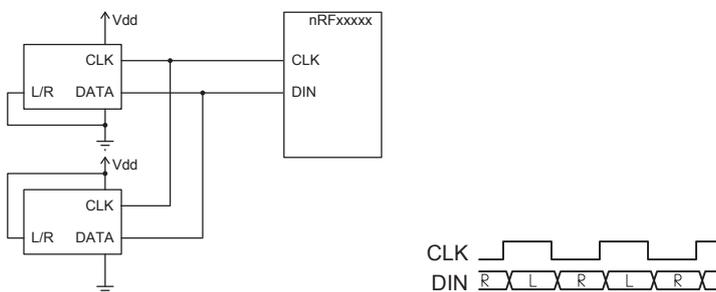 Vdd
nRFxxxxx
CLK CLK
L/R DATA DIN
Vdd
CLK
L/R DATA
CLK
DIN R L R L R